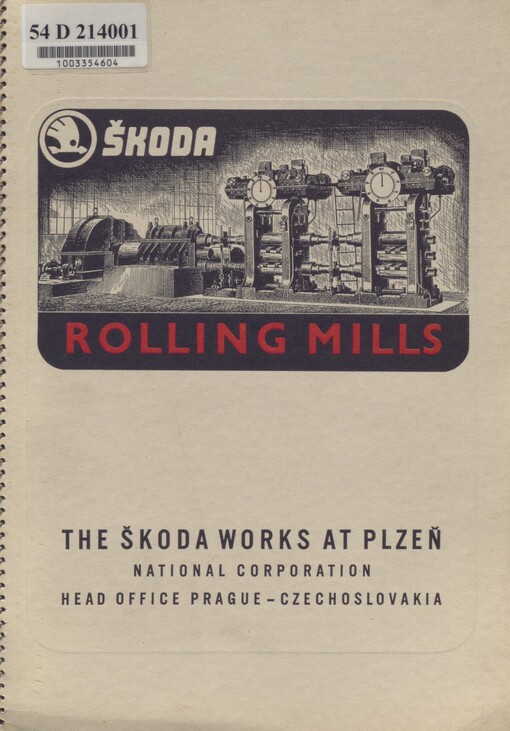 54 D 214001
1003354604
ŠKODA
ROLLING MILLS
THE ŠKODA WORKS AT PLZEŇ
NATIONAL CORPORATION
HEAD OFFICE PRAGUE – CZECHOSLOVAKIA